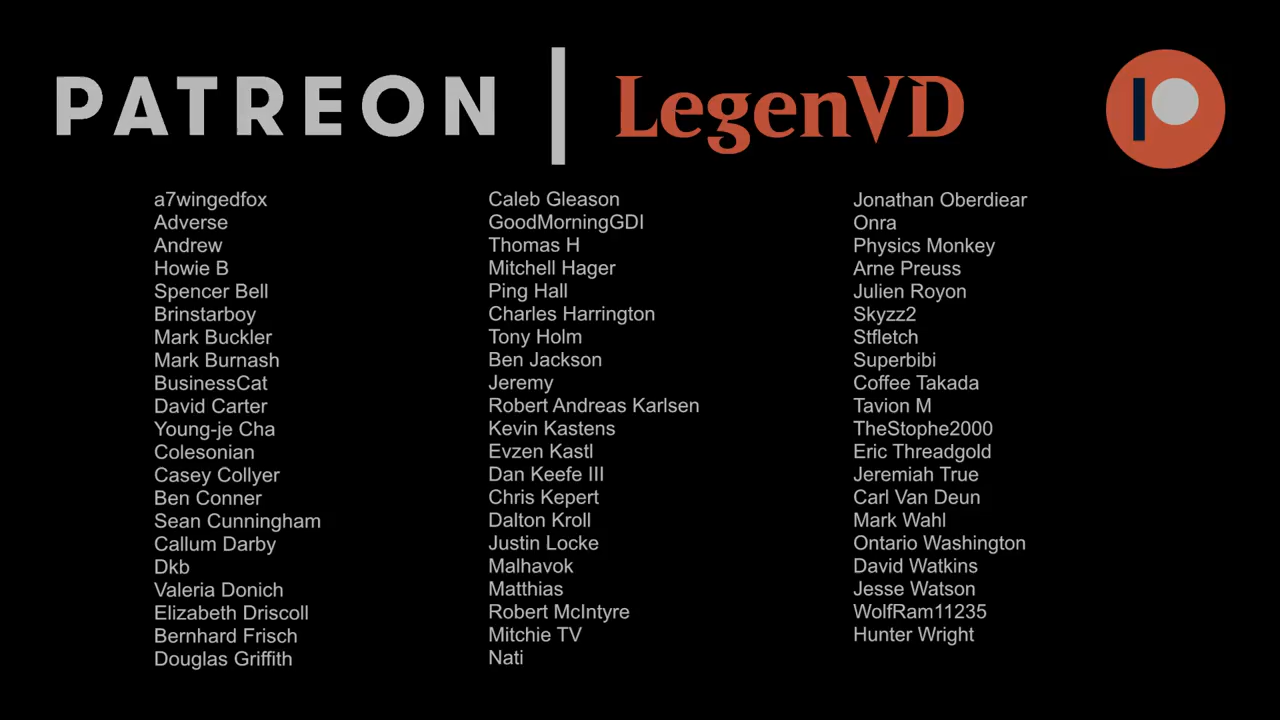 PATREON | LegenVD
a7wingedfox
Adverse
Andrew
Howie B
Spencer Bell
Brinstarboy
Mark Buckler
Mark Burnash
BusinessCat
David Carter
Young-je Cha
Colesonian
Casey Collyer
Ben Conner
Sean Cunningham
Callum Darby
Dkb
Valeria Donich
Elizabeth Driscoll
Bernhard Frisch
Douglas Griffith
Caleb Gleason
GoodMorningGDI
Thomas H
Mitchell Hager
Ping Hall
Charles Harrington
Tony Holm
Ben Jackson
Jeremy
Robert Andreas Karlsen
Kevin Kastens
Evzen Kastl
Dan Keefe III
Chris Kepert
Dalton Kroll
Justin Locke
Malhavok
Matthias
Robert McIntyre
Mitchie TV
Nati
Jonathan Oberdiear
Onra
Physics Monkey
Arne Preuss
Julien Royon
Skyzz2
Stfletch
Superbibi
Coffee Takada
Tavion M
TheStophe2000
Eric Threadgold
Jeremiah True
Carl Van Deun
Mark Wahl
Ontario Washington
David Watkins
Jesse Watson
WolfRam11235
Hunter Wright